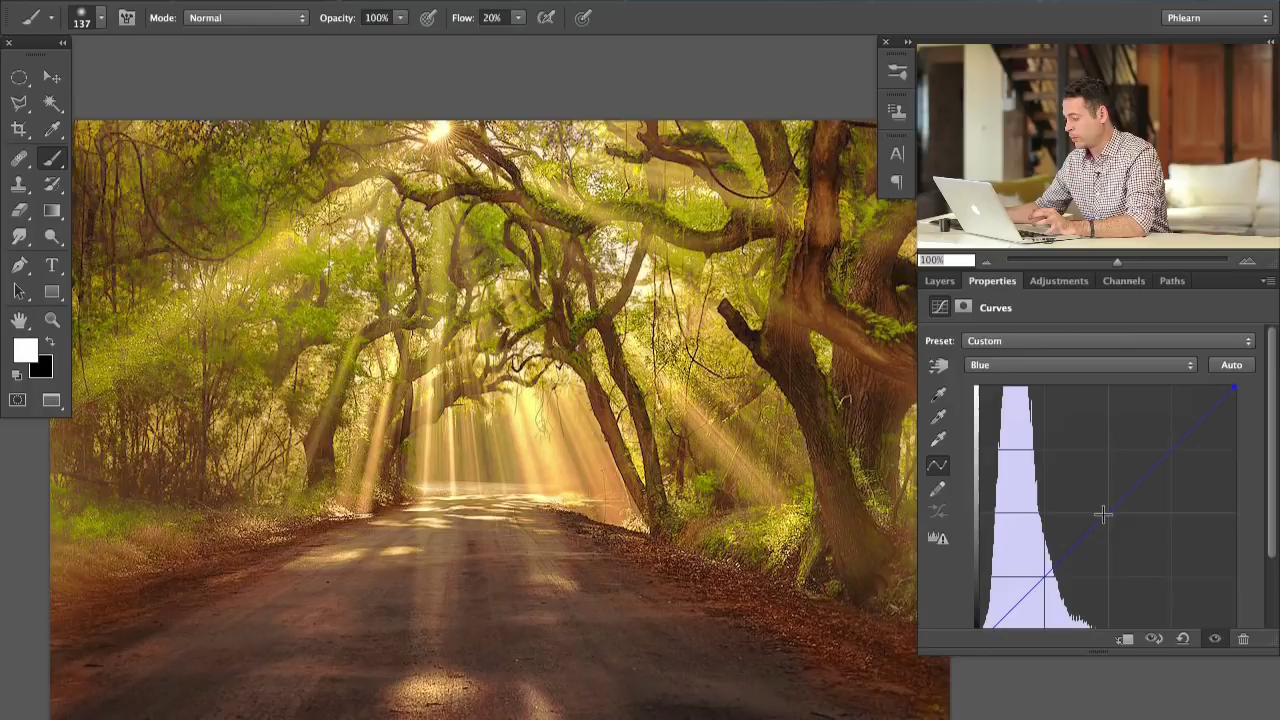 137 Mode: Normal Opacity: 100% Flow: 20% Phlearn
100%
Layers Properties Adjustments Channels Paths
Curves
Preset: Custom
Blue Auto